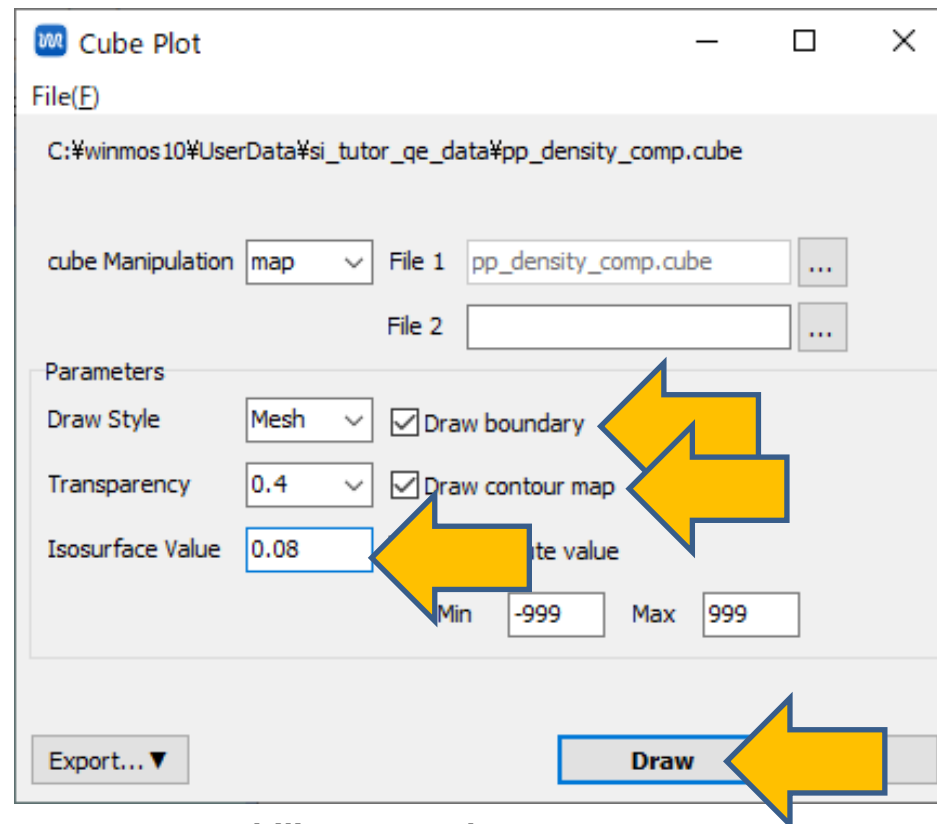 Cube Plot
File(F)
C:¥winmos10¥UserData¥si_tutor_qe_data¥pp_density_comp.cube
cube Manipulation map File 1 pp_density_comp.cube ...
File 2 ...
Parameters
Draw Style Mesh Draw boundary
Transparency 0.4 Draw contour map
Isosurface Value 0.08 value
Min -999 Max 999
Export...▼ Draw